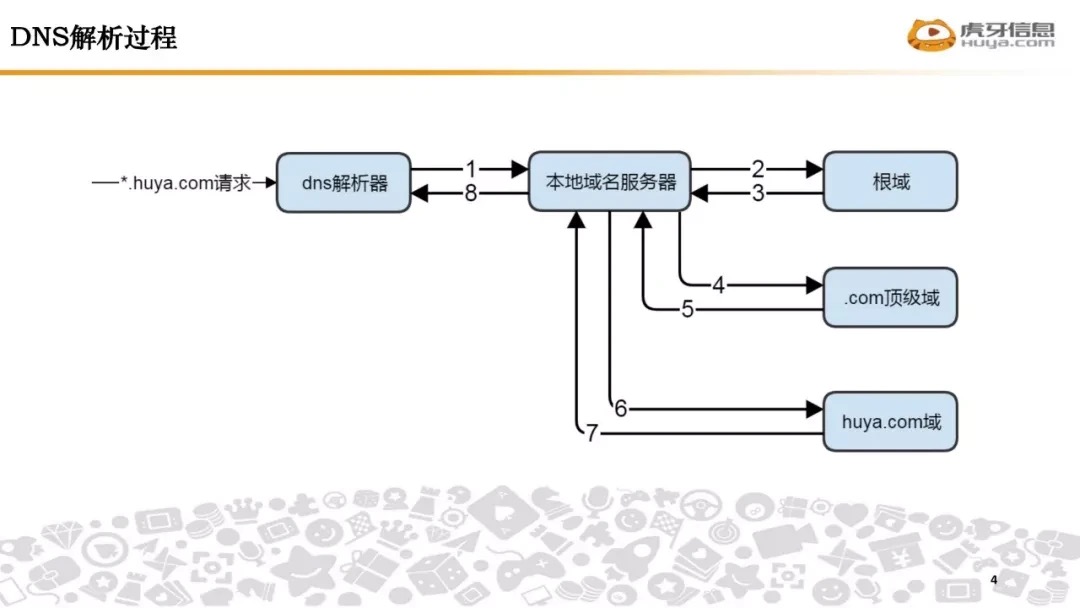 DNS解析过程
虎牙信息
HUYA.COM
*.huya.com请求
dns解析器
1
8
本地域名服务器
2
3
根域
4
5
.com顶级域
6
7
huya.com域
4